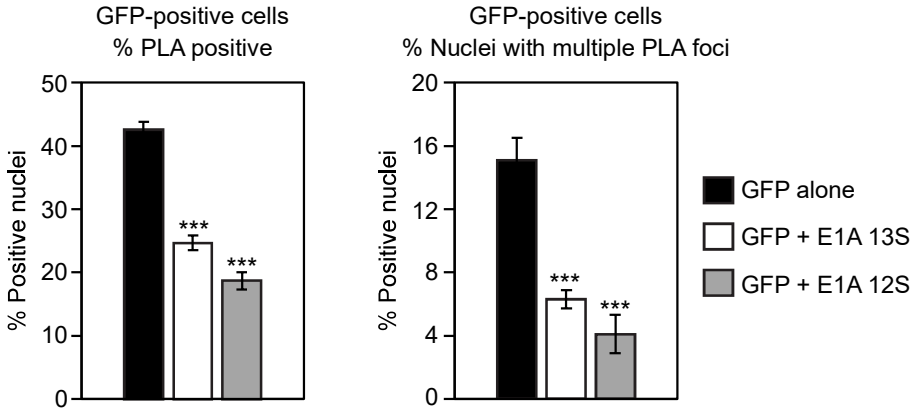 GFP-positive cells
% PLA positive
% Positive nuclei
50
40
30
20
10
0
***
***
GFP-positive cells
% Nuclei with multiple PLA foci
% Positive nuclei
20
16
12
8
4
0
***
***
GFP alone
GFP + E1A 13S
GFP + E1A 12S